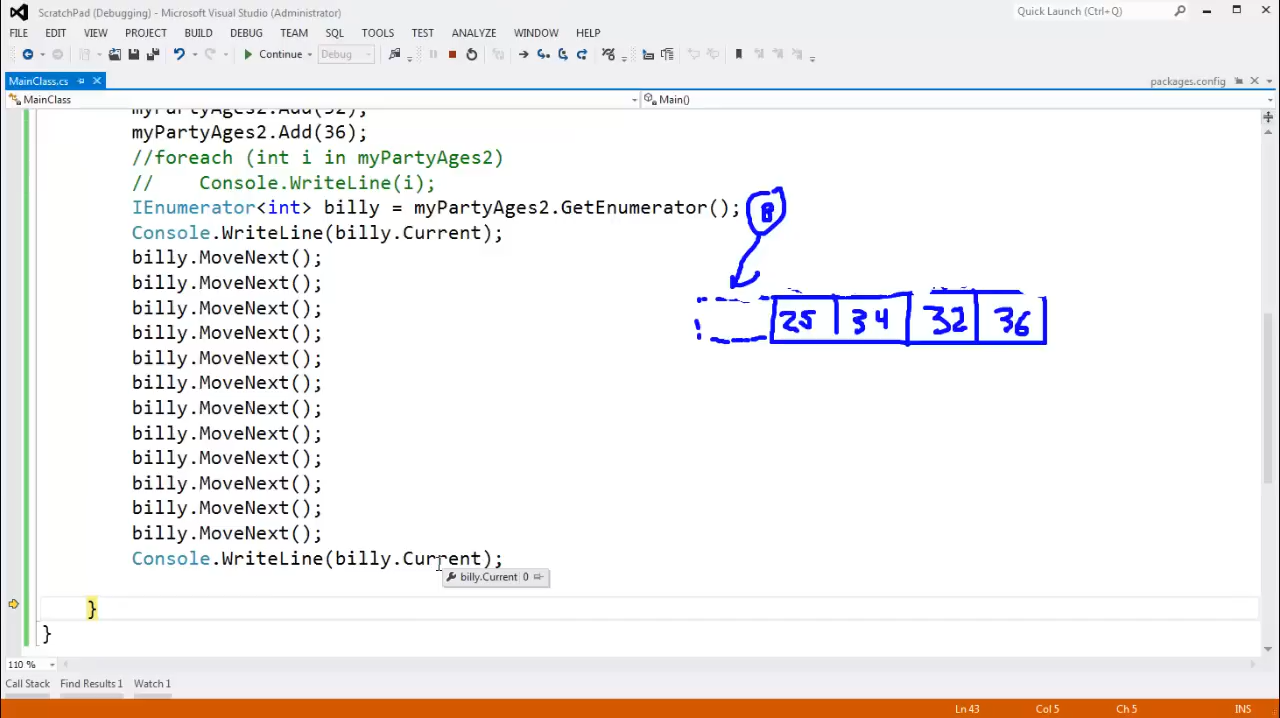 ScratchPad (Debugging) - Microsoft Visual Studio (Administrator)
Quick Launch (Ctrl+Q)
FILE EDIT VIEW PROJECT BUILD DEBUG TEAM SQL TOOLS TEST ANALYZE WINDOW HELP
Continue Debug
MainClass.cs packages.config
MainClass Main()
myPartyAges2.Add(32);
myPartyAges2.Add(36);
//foreach (int i in myPartyAges2)
// Console.WriteLine(i);
IEnumerator<int> billy = myPartyAges2.GetEnumerator();
B
Console.WriteLine(billy.Current);
billy.MoveNext();
billy.MoveNext();
billy.MoveNext();
25 34 32 36
billy.MoveNext();
billy.MoveNext();
billy.MoveNext();
billy.MoveNext();
billy.MoveNext();
billy.MoveNext();
billy.MoveNext();
billy.MoveNext();
billy.MoveNext();
Console.WriteLine(billy.Current);
billy.Current 0
}
}
110 %
Call Stack Find Results 1 Watch 1
Ln 43 Col 5 Ch 5 INS